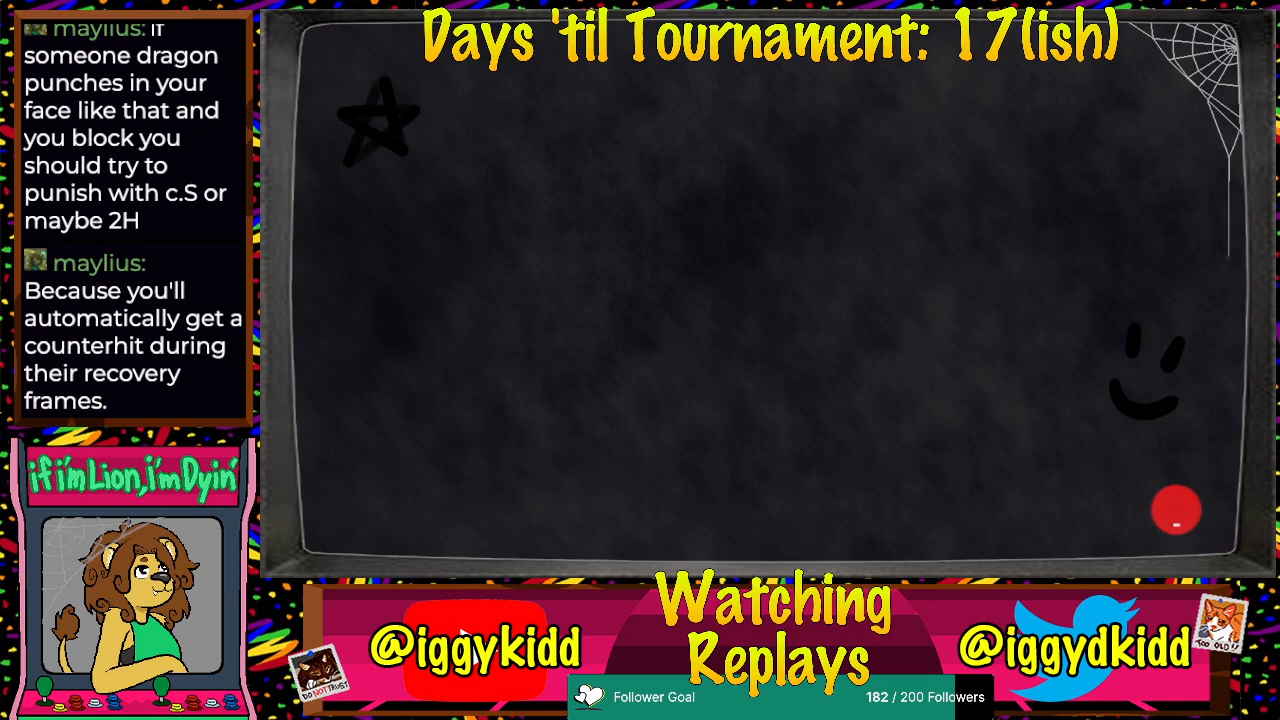 Days 'til Tournament: 17(ish)
maylius: If
someone dragon
punches in your
face like that and
you block you
should try to
punish with c.S or
maybe 2H
maylius:
Because you'll
automatically get a
counterhit during
their recovery
frames.
if i'm Lion, i'm Dyin'
Watching
Replays
@iggykidd
@iggydkidd
DO NOT TRUST
TOO OLD
Follower Goal
182 / 200 Followers